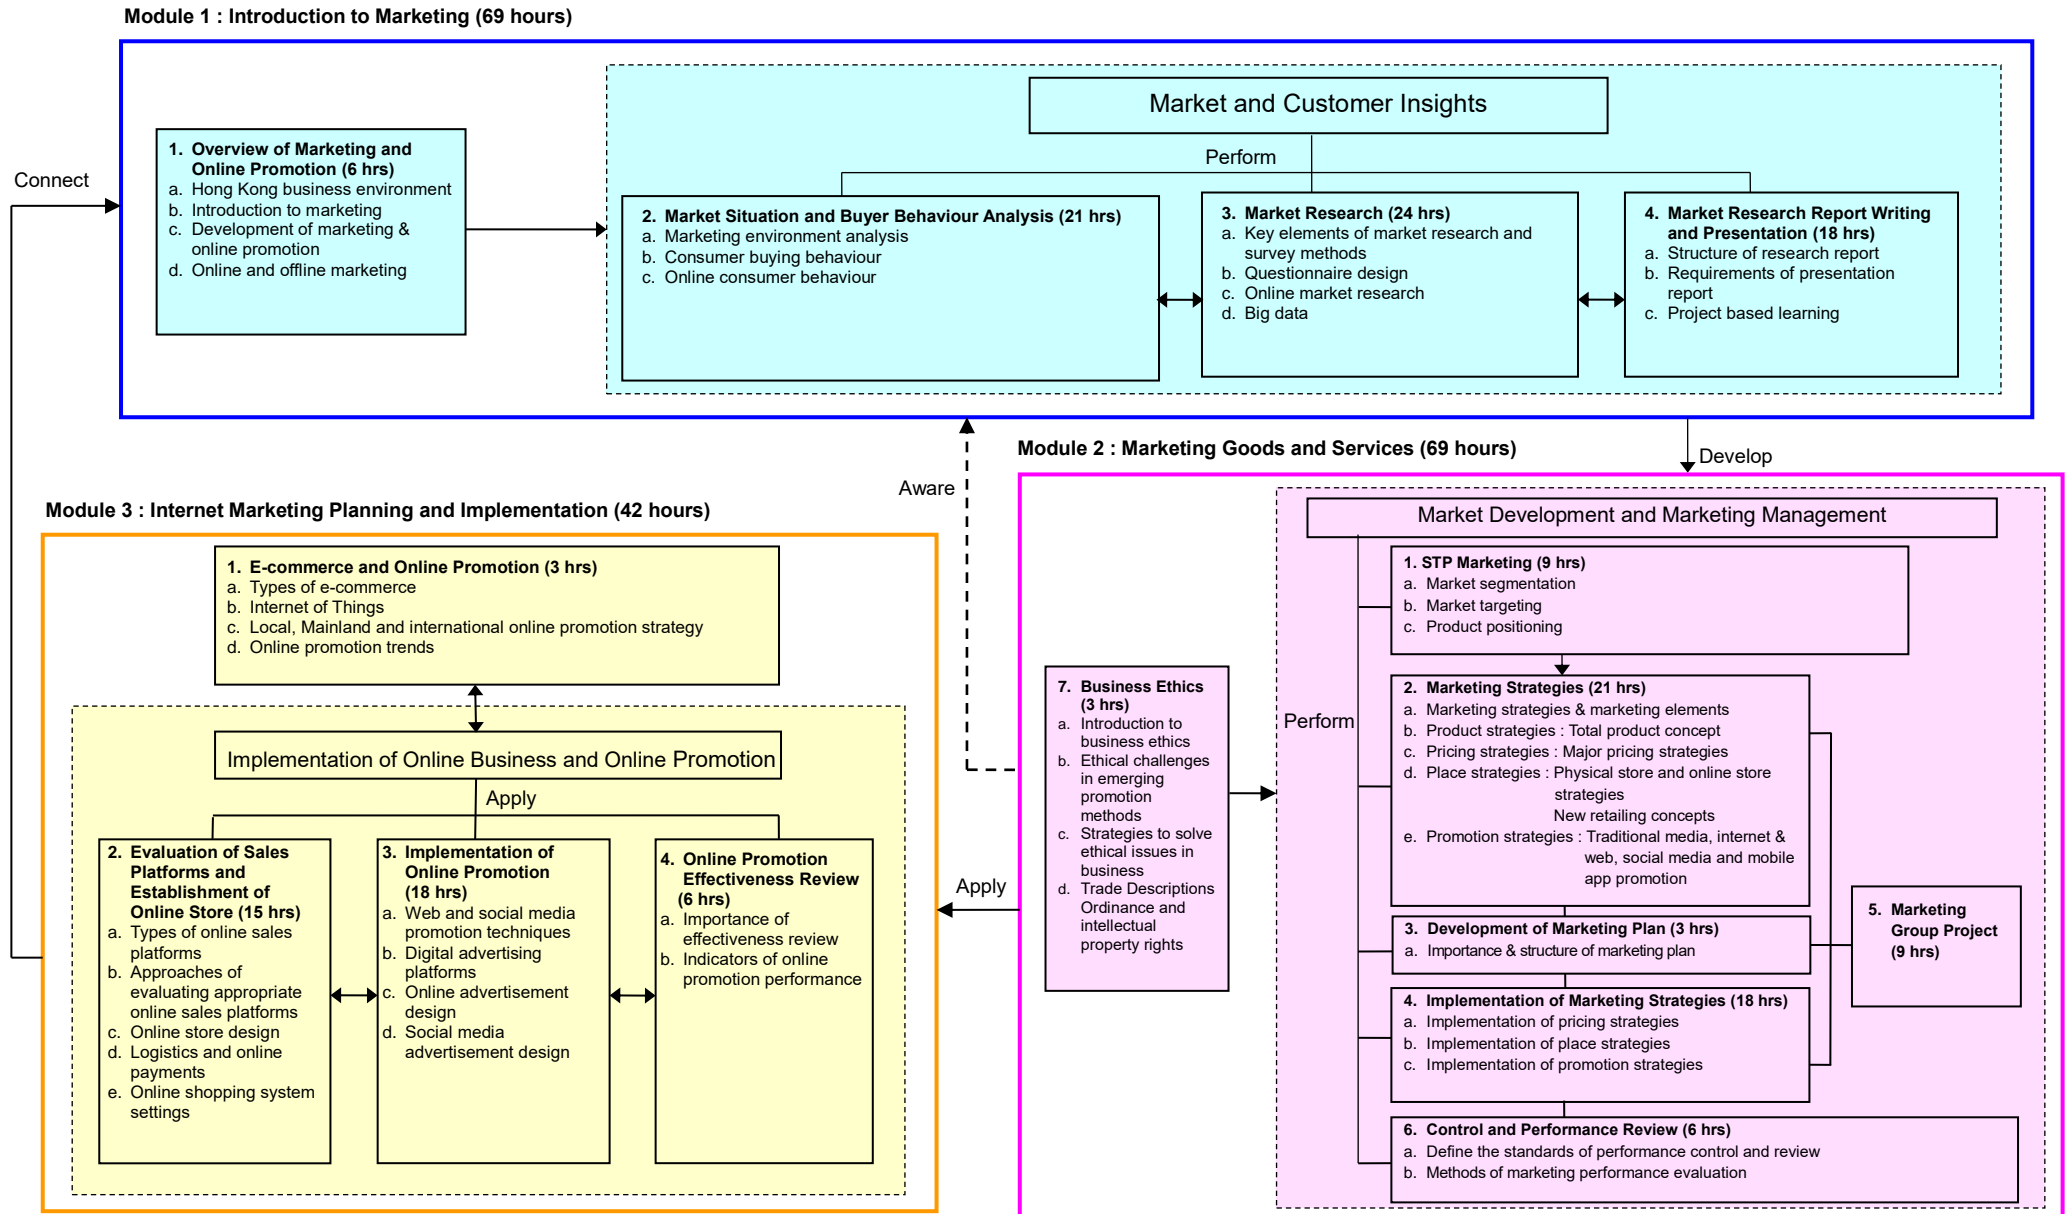 Module 1 : Introduction to Marketing (69 hours)
Market and Customer Insights
Perform
Connect
1. Overview of Marketing and
Online Promotion (6 hrs)
a. Hong Kong business environment
b. Introduction to marketing
c. Development of marketing &
online promotion
d. Online and offline marketing
2. Market Situation and Buyer Behaviour Analysis (21 hrs)
a. Marketing environment analysis
b. Consumer buying behaviour
c. Online consumer behaviour
3. Market Research (24 hrs)
a. Key elements of market research and
survey methods
b. Questionnaire design
c. Online market research
d. Big data
4. Market Research Report Writing
and Presentation (18 hrs)
a. Structure of research report
b. Requirements of presentation
report
c. Project based learning
Module 2 : Marketing Goods and Services (69 hours)
Develop
Aware
Market Development and Marketing Management
Perform
1. STP Marketing (9 hrs)
a. Market segmentation
b. Market targeting
c. Product positioning
2. Marketing Strategies (21 hrs)
a. Marketing strategies & marketing elements
b. Product strategies : Total product concept
c. Pricing strategies : Major pricing strategies
d. Place strategies : Physical store and online store
strategies
New retailing concepts
e. Promotion strategies : Traditional media, internet &
web, social media and mobile
app promotion
3. Development of Marketing Plan (3 hrs)
a. Importance & structure of marketing plan
4. Implementation of Marketing Strategies (18 hrs)
a. Implementation of pricing strategies
b. Implementation of place strategies
c. Implementation of promotion strategies
5. Marketing
Group Project
(9 hrs)
6. Control and Performance Review (6 hrs)
a. Define the standards of performance control and review
b. Methods of marketing performance evaluation
7. Business Ethics
(3 hrs)
a. Introduction to
business ethics
b. Ethical challenges
in emerging
promotion
methods
c. Strategies to solve
ethical issues in
business
d. Trade Descriptions
Ordinance and
intellectual
property rights
Apply
Module 3 : Internet Marketing Planning and Implementation (42 hours)
1. E-commerce and Online Promotion (3 hrs)
a. Types of e-commerce
b. Internet of Things
c. Local, Mainland and international online promotion strategy
d. Online promotion trends
Implementation of Online Business and Online Promotion
Apply
2. Evaluation of Sales
Platforms and
Establishment of
Online Store (15 hrs)
a. Types of online sales
platforms
b. Approaches of
evaluating appropriate
online sales platforms
c. Online store design
d. Logistics and online
payments
e. Online shopping system
settings
3. Implementation of
Online Promotion
(18 hrs)
a. Web and social media
promotion techniques
b. Digital advertising
platforms
c. Online advertisement
design
d. Social media
advertisement design
4. Online Promotion
Effectiveness Review
(6 hrs)
a. Importance of
effectiveness review
b. Indicators of online
promotion performance